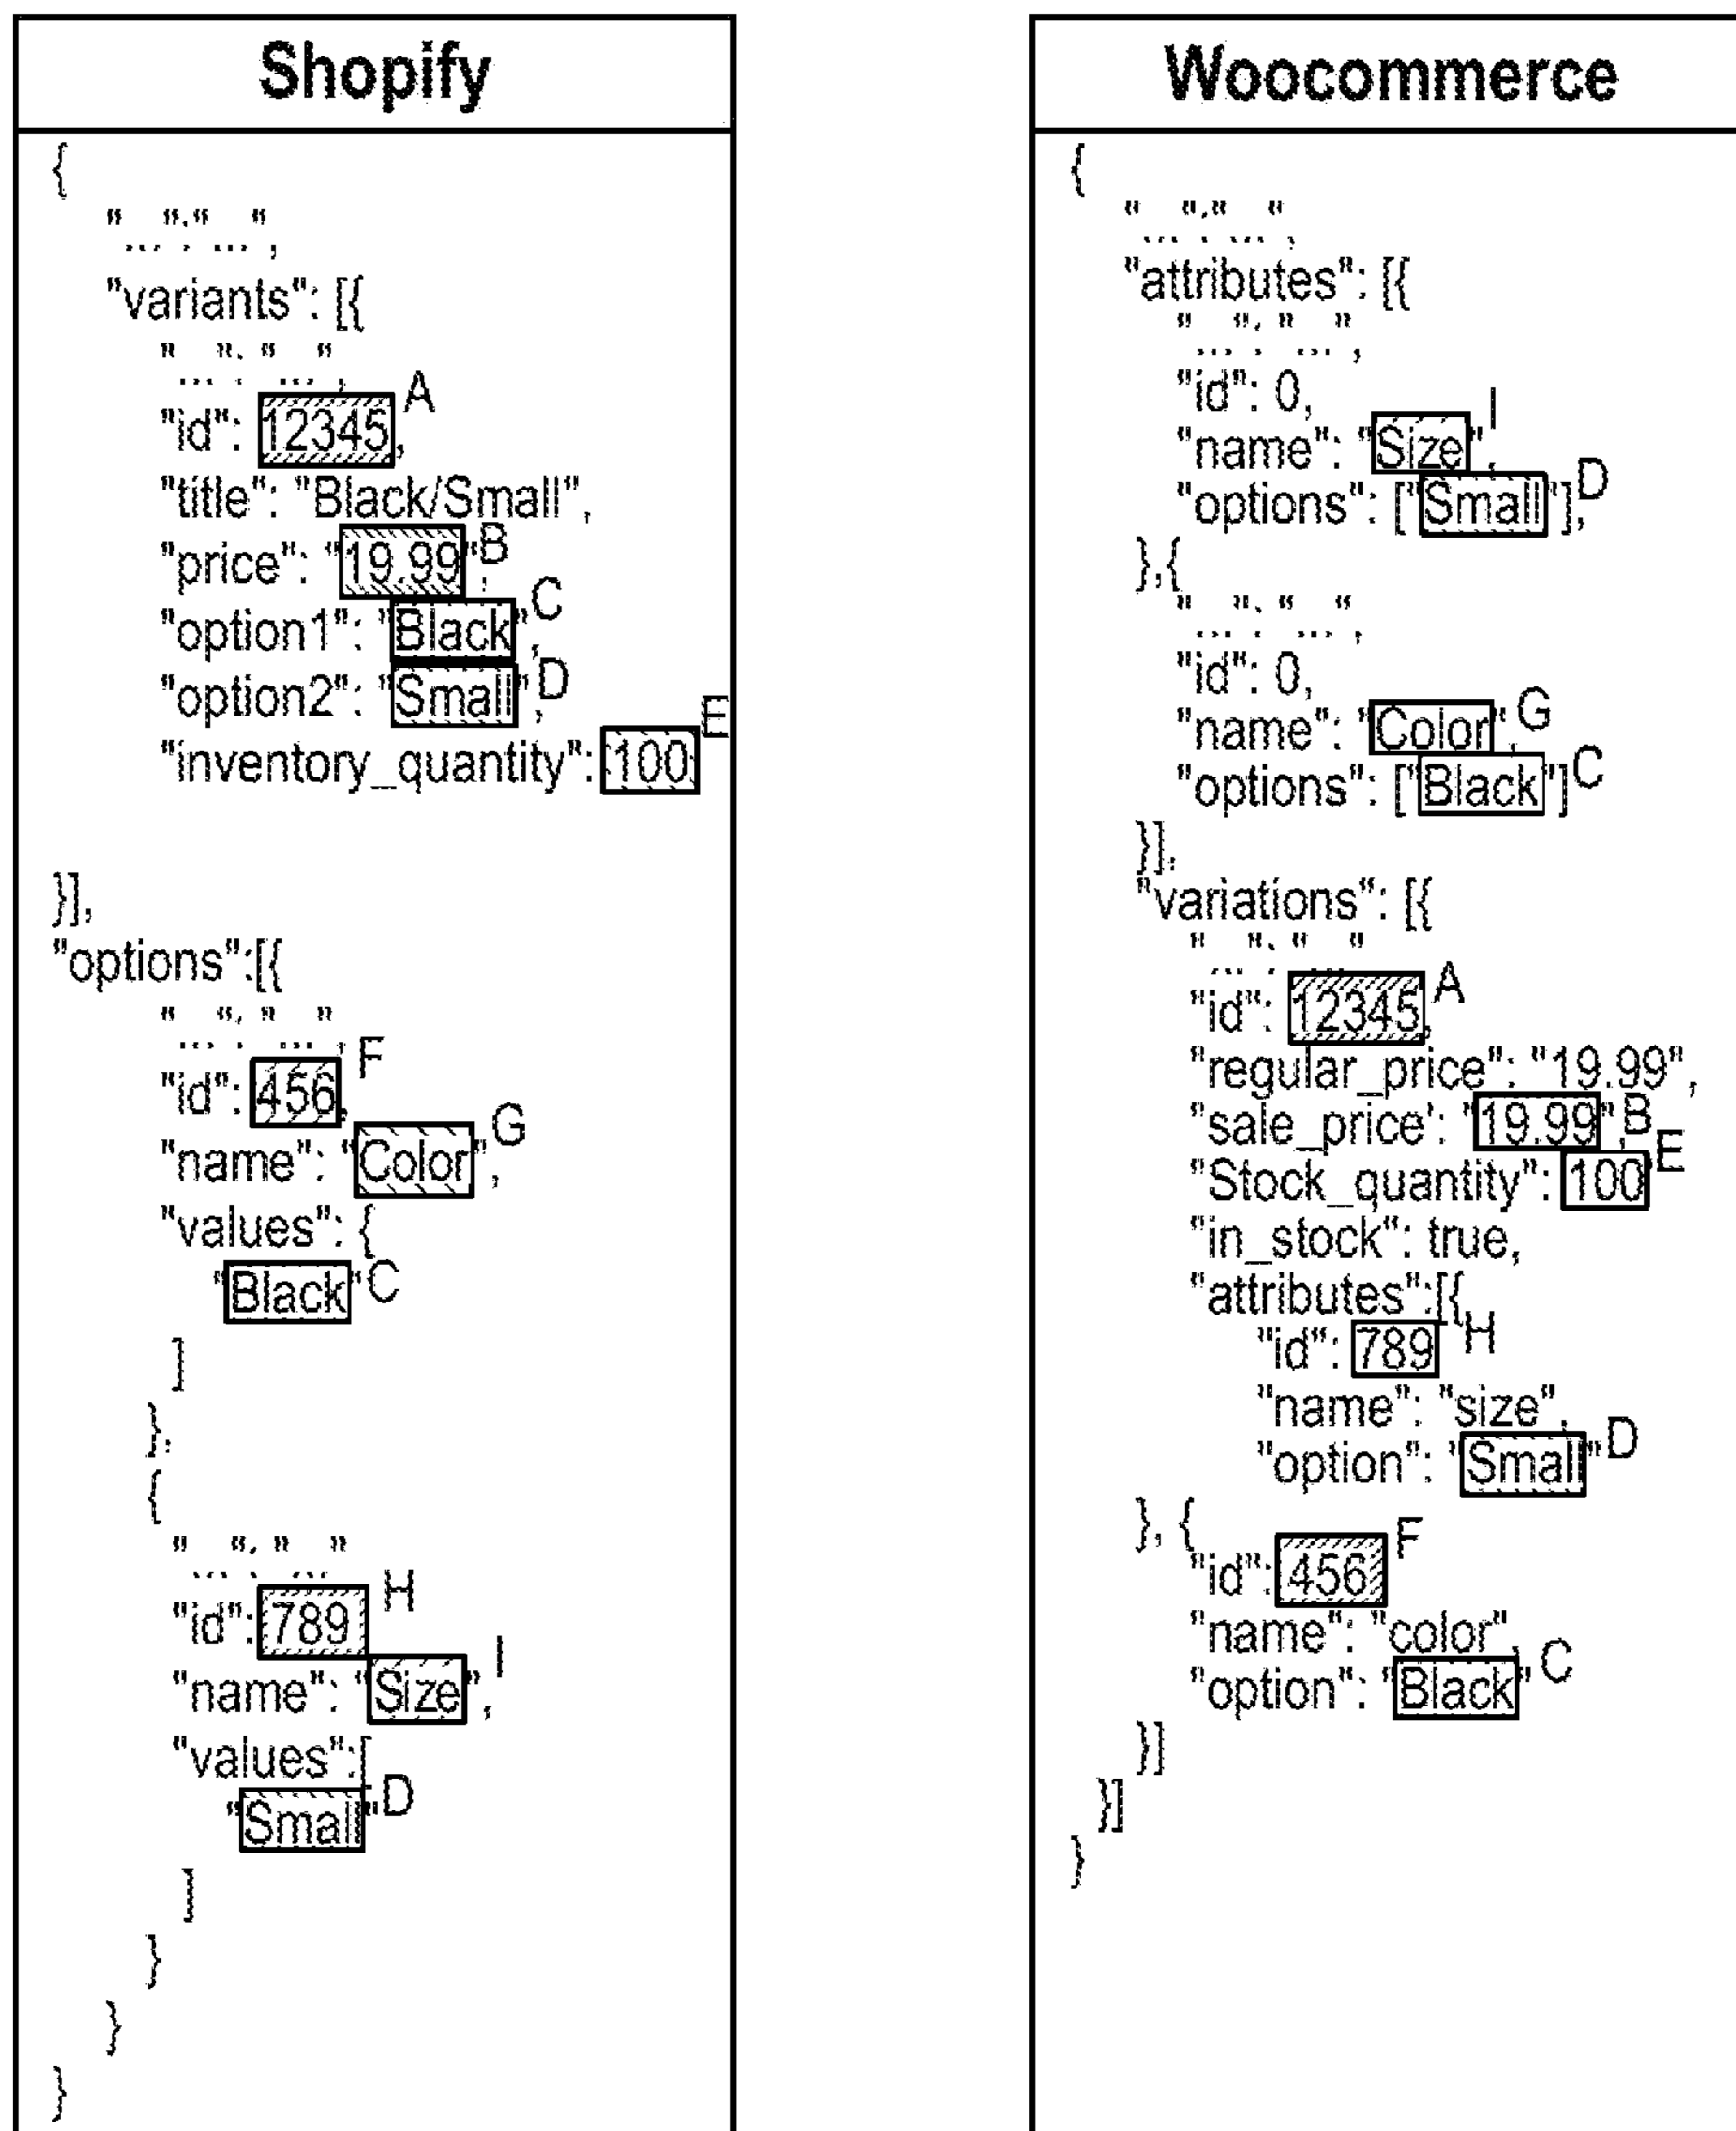 Shopify
{
"...":"...",
"variants": [{
"...": "...",
"id": 12345, A
"title": "Black/Small",
"price": "19.99", B
"option1": "Black", C
"option2": "Small", D
"inventory_quantity": 100 E
}],
"options":[{
"...": "...",
"id": 456, F
"name": "Color", G
"values": {
"Black" C
]
},
{
"...": "..."
"id": 789 H
"name": "Size", I
"values":[
"Small" D
]
}
}
}
Woocommerce
{
"...":"...",
"attributes": [{
"...": "...",
"id": 0,
"name": "Size", I
"options": ["Small"], D
},{
"...": "...",
"id": 0,
"name": "Color", G
"options": ["Black"] C
}],
"variations": [{
"...": "..."
"id": 12345, A
"regular_price": "19.99",
"sale_price": "19.99", B
"Stock_quantity": 100 E
"in_stock": true,
"attributes":[{
"id": 789 H
"name": "size",
"option": "Small" D
}, {
"id": 456 F
"name": "color",
"option": "Black" C
}]
}]
}